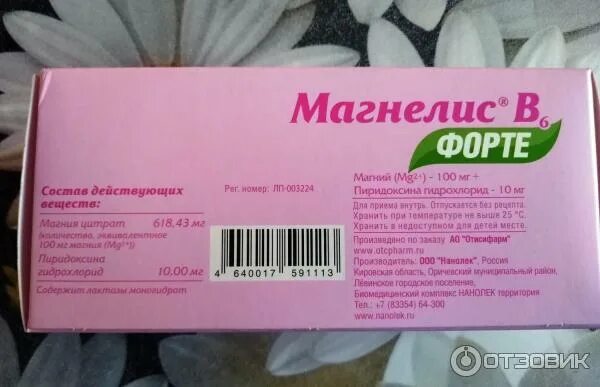 Магнелис® B6
ФОРТЕ
Состав действующих
веществ:
Магния цитрат 618,43 мг
(количество, эквивалентное
100 мг магния (Mg²⁺))
Пиридоксина
гидрохлорид 10.00 мг
Содержит лактазы моногидрат
Рег. номер: ЛП-003224
4 640017 591113
Магний (Mg²⁺) - 100 мг +
Пиридоксина гидрохлорид - 10 мг
Для приема внутрь. Отпускается без рецепта.
Хранить при температуре не выше 25 °C.
Хранить в недоступном для детей месте.
Произведено по заказу АО "Отисифарм"
www.otcpharm.ru
Производитель: ООО "Нанолек", Россия
Кировская область, Оричевский муниципальный район,
Лёвинское городское поселение,
Биомедицинский комплекс НАНОЛЕК территория
Тел.: +7 (83354) 64-300
www.nanolek.ru
ОТЗОВИК